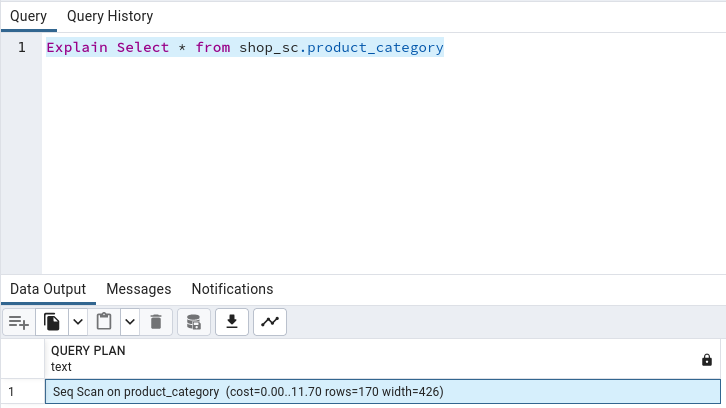 Query Query History
1 Explain Select * from shop_sc.product_category
Data Output Messages Notifications
QUERY PLAN
text
1 Seq Scan on product_category (cost=0.00..11.70 rows=170 width=426)